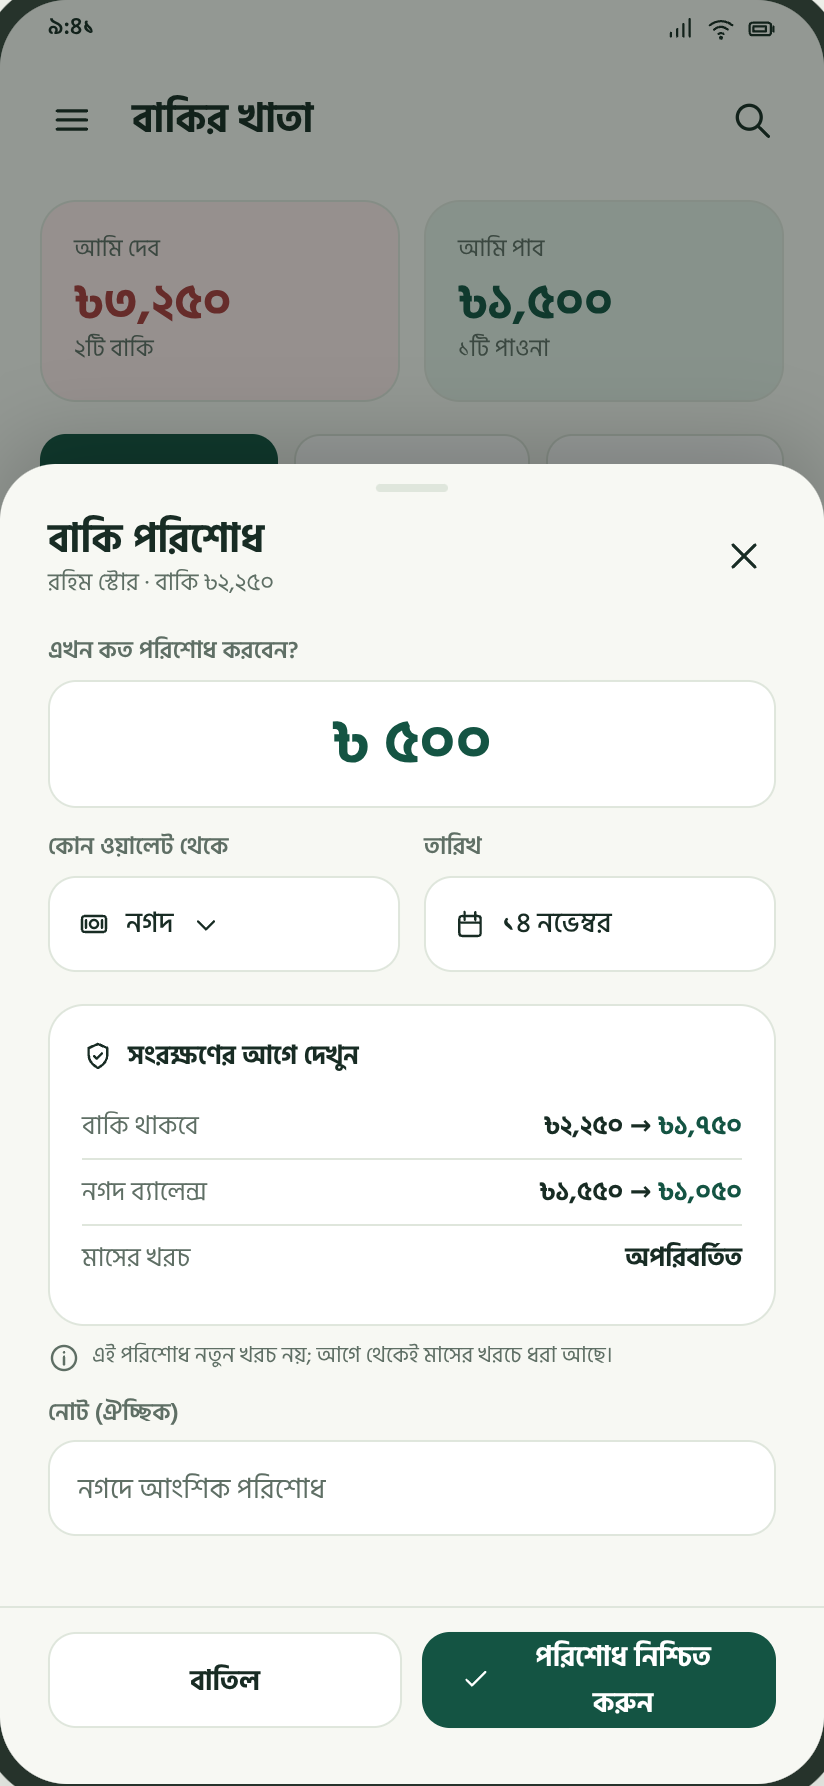 ৯:৪১
বাকির খাতা
আমি দেব
৳৩,২৫০
২টি বাকি
আমি পাব
৳১,৫০০
১টি পাওনা
বাকি পরিশোধ
রহিম স্টোর · বাকি ৳২,২৫০
এখন কত পরিশোধ করবেন?
৳ ৫০০
কোন ওয়ালেট থেকে
তারিখ
নগদ
১৪ নভেম্বর
সংরক্ষণের আগে দেখুন
বাকি থাকবে ৳২,২৫০ → ৳১,৭৫০
নগদ ব্যালেন্স ৳১,৫৫০ → ৳১,০৫০
মাসের খরচ অপরিবর্তিত
এই পরিশোধ নতুন খরচ নয়; আগে থেকেই মাসের খরচে ধরা আছে।
নোট (ঐচ্ছিক)
নগদে আংশিক পরিশোধ
বাতিল
পরিশোধ নিশ্চিত
করুন